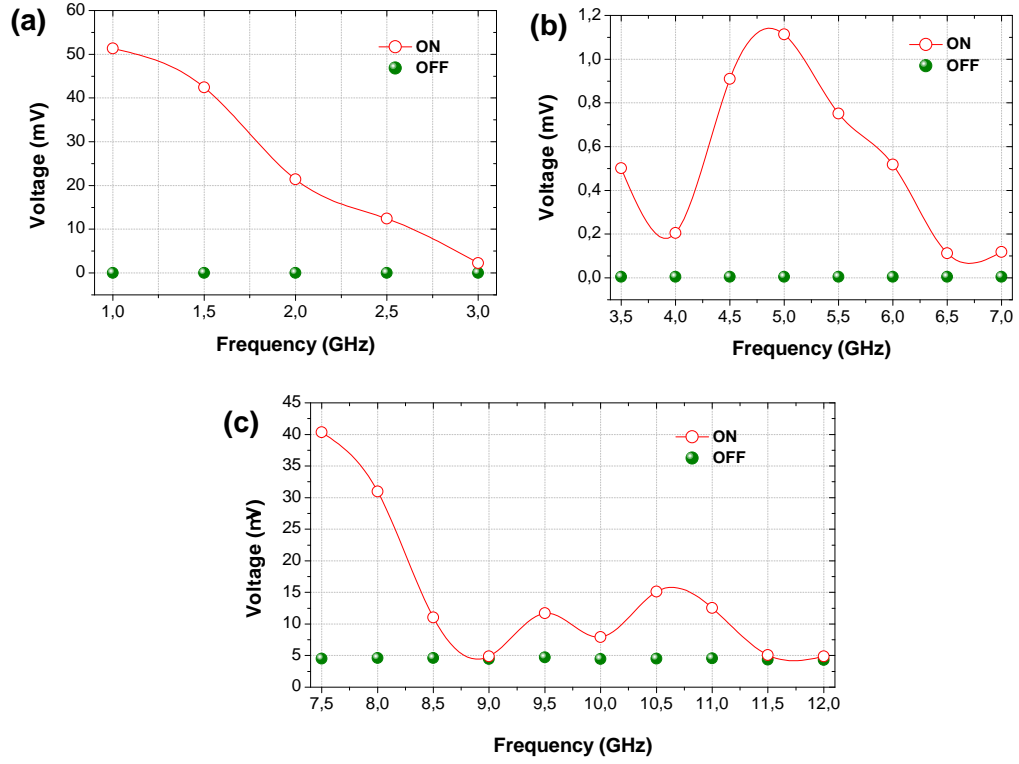 (a)
60
50
40
30
20
10
0
Voltage (mV)
ON
OFF
1,0 1,5 2,0 2,5 3,0
Frequency (GHz)
(b)
1,2
1,0
0,8
0,6
0,4
0,2
0,0
Voltage (mV)
ON
OFF
3,5 4,0 4,5 5,0 5,5 6,0 6,5 7,0
Frequency (GHz)
(c)
45
40
35
30
25
20
15
10
5
0
Voltage (mV)
ON
OFF
7,5 8,0 8,5 9,0 9,5 10,0 10,5 11,0 11,5 12,0
Frequency (GHz)